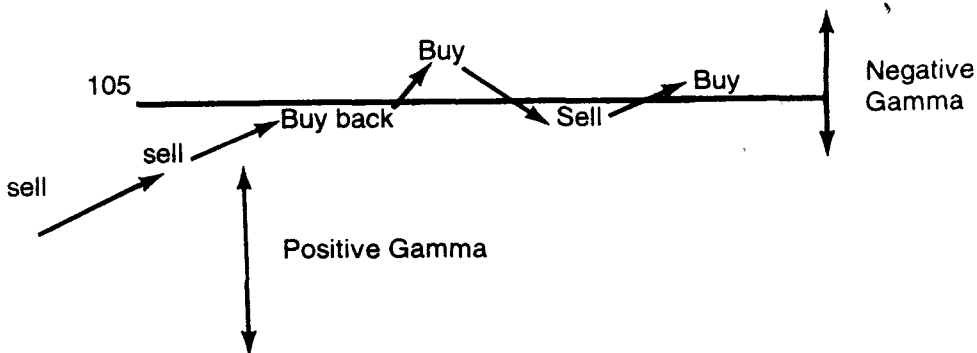 Buy
105
Buy
Negative
Gamma
Buy back
Sell
sell
sell
Positive Gamma